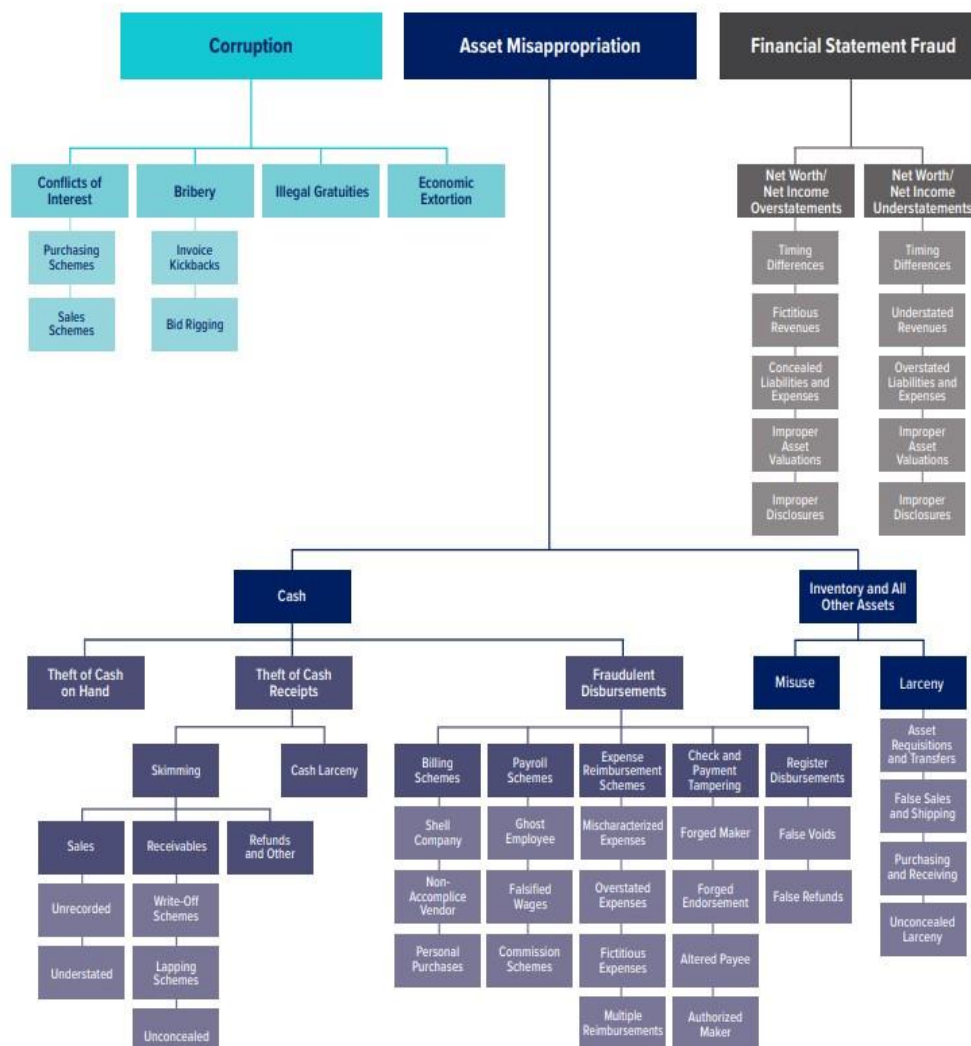 Corruption
Asset Misappropriation
Financial Statement Fraud
Conflicts of
Interest
Bribery
Illegal Gratuities
Economic
Extortion
Net Worth/
Net Income
Overstatements
Net Worth/
Net Income
Understatements
Purchasing
Schemes
Invoice
Kickbacks
Timing
Differences
Timing
Differences
Sales
Schemes
Bid Rigging
Fictitious
Revenues
Understated
Revenues
Concealed
Liabilities and
Expenses
Overstated
Liabilities and
Expenses
Improper
Asset
Valuations
Improper
Asset
Valuations
Improper
Disclosures
Improper
Disclosures
Cash
Inventory and All
Other Assets
Theft of Cash
on Hand
Theft of Cash
Receipts
Fraudulent
Disbursements
Misuse
Larceny
Asset
Requisitions
and Transfers
False Sales
and Shipping
Purchasing
and Receiving
Unconcealed
Larceny
Skimming
Cash Larceny
Billing
Schemes
Payroll
Schemes
Expense
Reimbursement
Schemes
Check and
Payment
Tampering
Register
Disbursements
Sales
Receivables
Refunds
and Other
Shell
Company
Ghost
Employee
Mischaracterized
Expenses
Forged Maker
False Voids
Unrecorded
Write-Off
Schemes
Non-
Accomplice
Vendor
Falsified
Wages
Overstated
Expenses
Forged
Endorsement
False Refunds
Understated
Lapping
Schemes
Personal
Purchases
Commission
Schemes
Fictitious
Expenses
Altered Payee
Unconcealed
Multiple
Reimbursements
Authorized
Maker